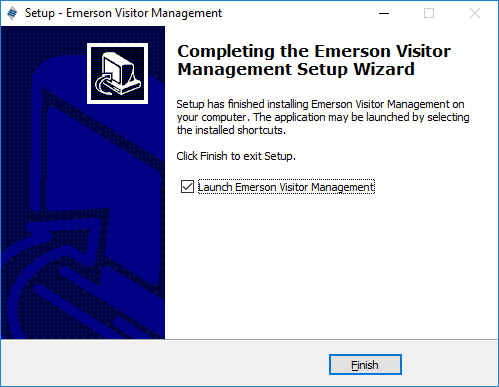 Setup - Emerson Visitor Management
Completing the Emerson Visitor
Management Setup Wizard
Setup has finished installing Emerson Visitor Management on
your computer. The application may be launched by selecting
the installed shortcuts.
Click Finish to exit Setup.
Launch Emerson Visitor Management
Finish